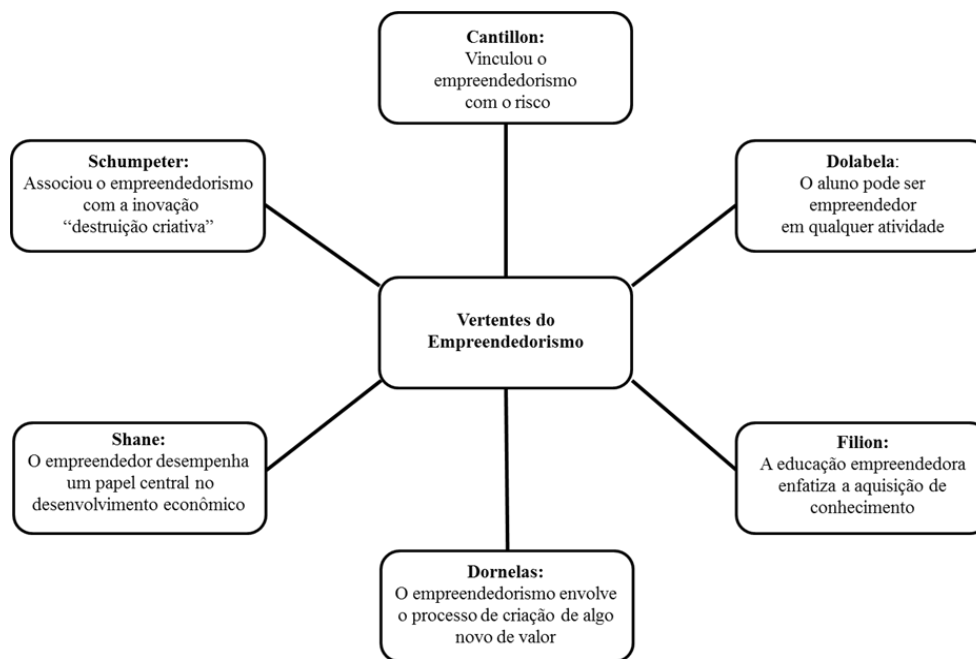 Cantillon:
Vinculou o
empreendedorismo
com o risco
Schumpeter:
Associou o empreendedorismo
com a inovação
“destruição criativa”
Dolabela:
O aluno pode ser
empreendedor
em qualquer atividade
Vertentes do
Empreendedorismo
Shane:
O empreendedor desempenha
um papel central no
desenvolvimento econômico
Filion:
A educação empreendedora
enfatiza a aquisição de
conhecimento
Dornelas:
O empreendedorismo envolve
o processo de criação de algo
novo de valor